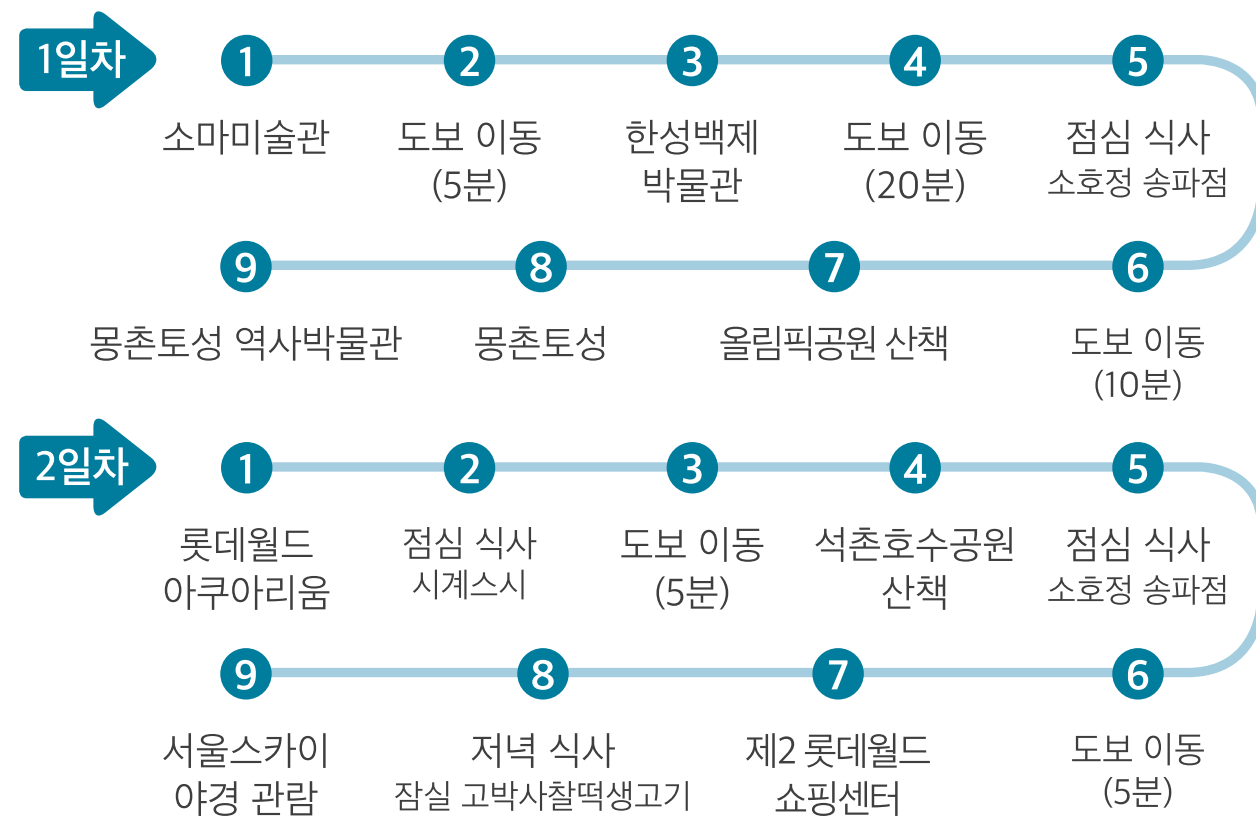 1일차
1
소마미술관
2
도보 이동
(5분)
3
한성백제
박물관
4
도보 이동
(20분)
5
점심 식사
소호정 송파점
6
도보 이동
(10분)
7
올림픽공원 산책
8
몽촌토성
9
몽촌토성 역사박물관
2일차
1
롯데월드
아쿠아리움
2
점심 식사
시계스시
3
도보 이동
(5분)
4
석촌호수공원
산책
5
점심 식사
소호정 송파점
6
도보 이동
(5분)
7
제2 롯데월드
쇼핑센터
8
저녁 식사
잠실 고박사찰떡생고기
9
서울스카이
야경 관람